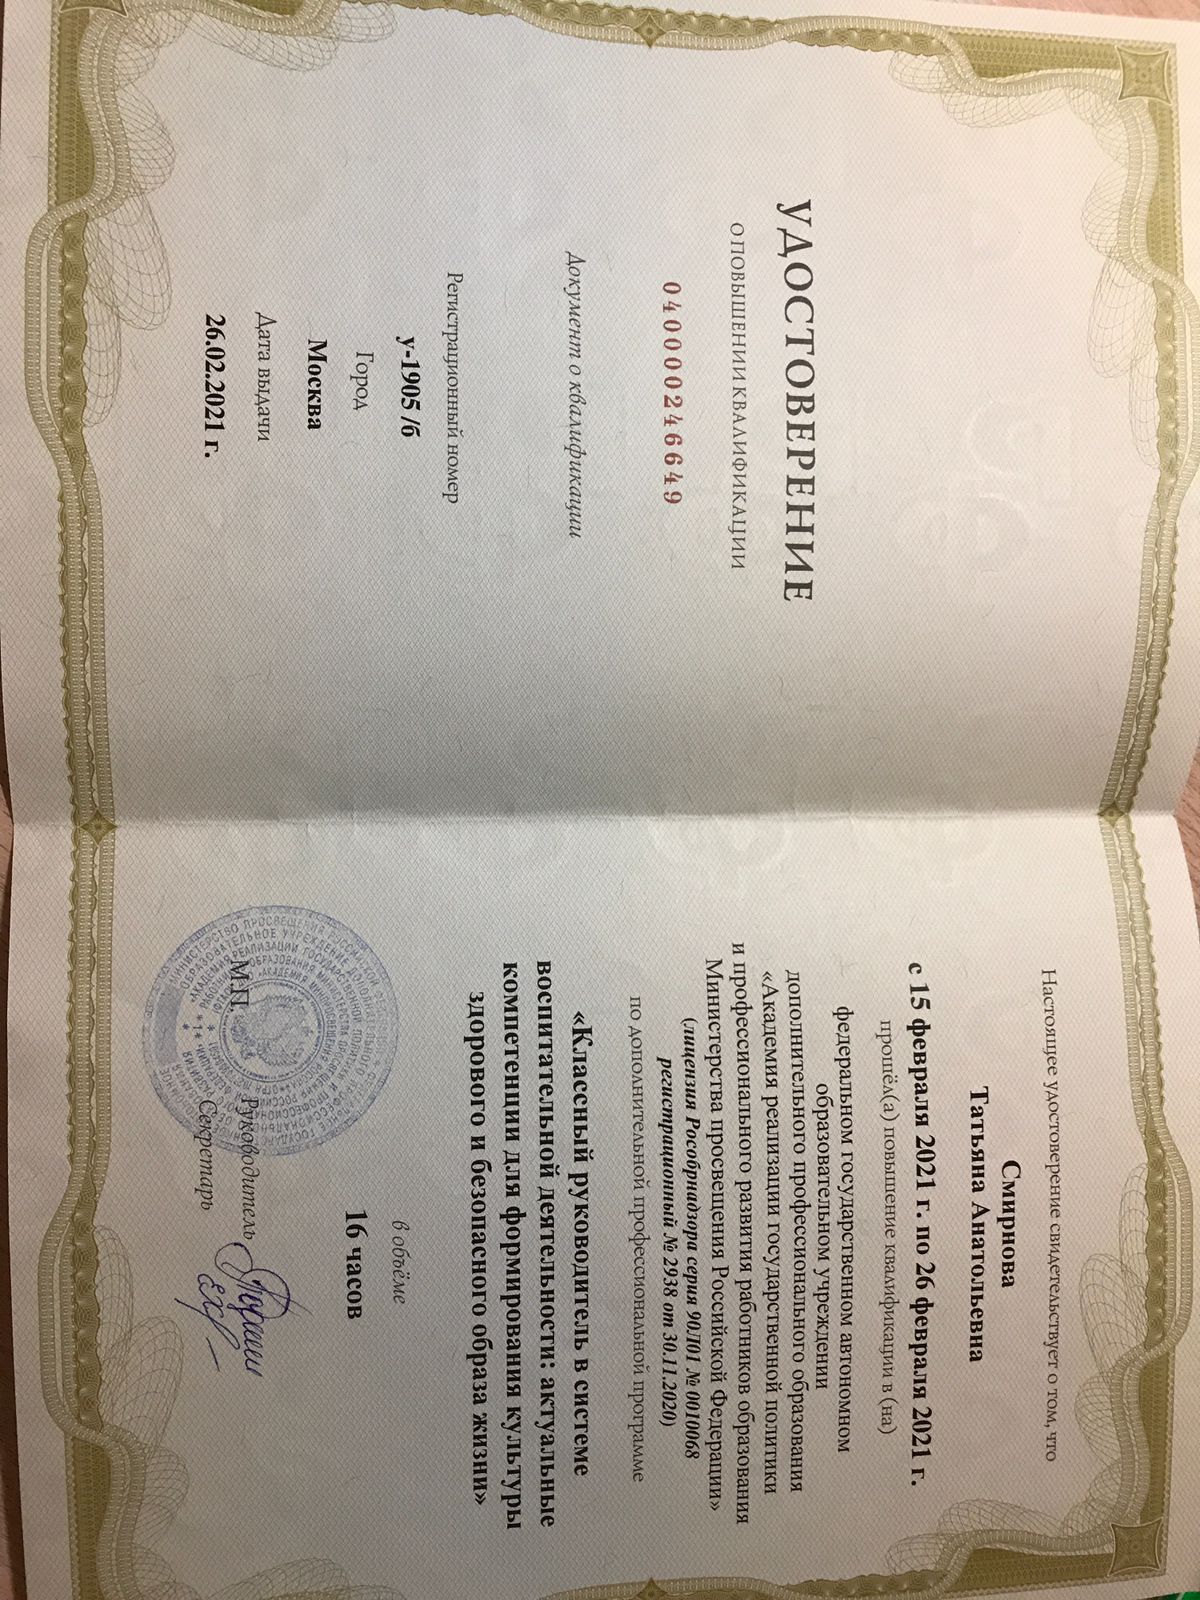 УДОСТОВЕРЕНИЕ
О ПОВЫШЕНИИ КВАЛИФИКАЦИИ
040000246649
Документ о квалификации
Регистрационный номер
у-1905 /б
Город
Москва
Дата выдачи
26.02.2021 г.
Настоящее удостоверение свидетельствует о том, что
Смирнова
Татьяна Анатольевна
с 15 февраля 2021 г. по 26 февраля 2021 г.
прошёл(а) повышение квалификации в (на)
федеральном государственном автономном
образовательном учреждении
дополнительного профессионального образования
«Академия реализации государственной политики
и профессионального развития работников образования
Министерства просвещения Российской Федерации»
(лицензия Рособрнадзора серия 90Л01 № 0010068
регистрационный № 2938 от 30.11.2020)
по дополнительной профессиональной программе
«Классный руководитель в системе
воспитательной деятельности: актуальные
компетенции для формирования культуры
здорового и безопасного образа жизни»
в объёме
16 часов
М.П.
Руководитель
Секретарь